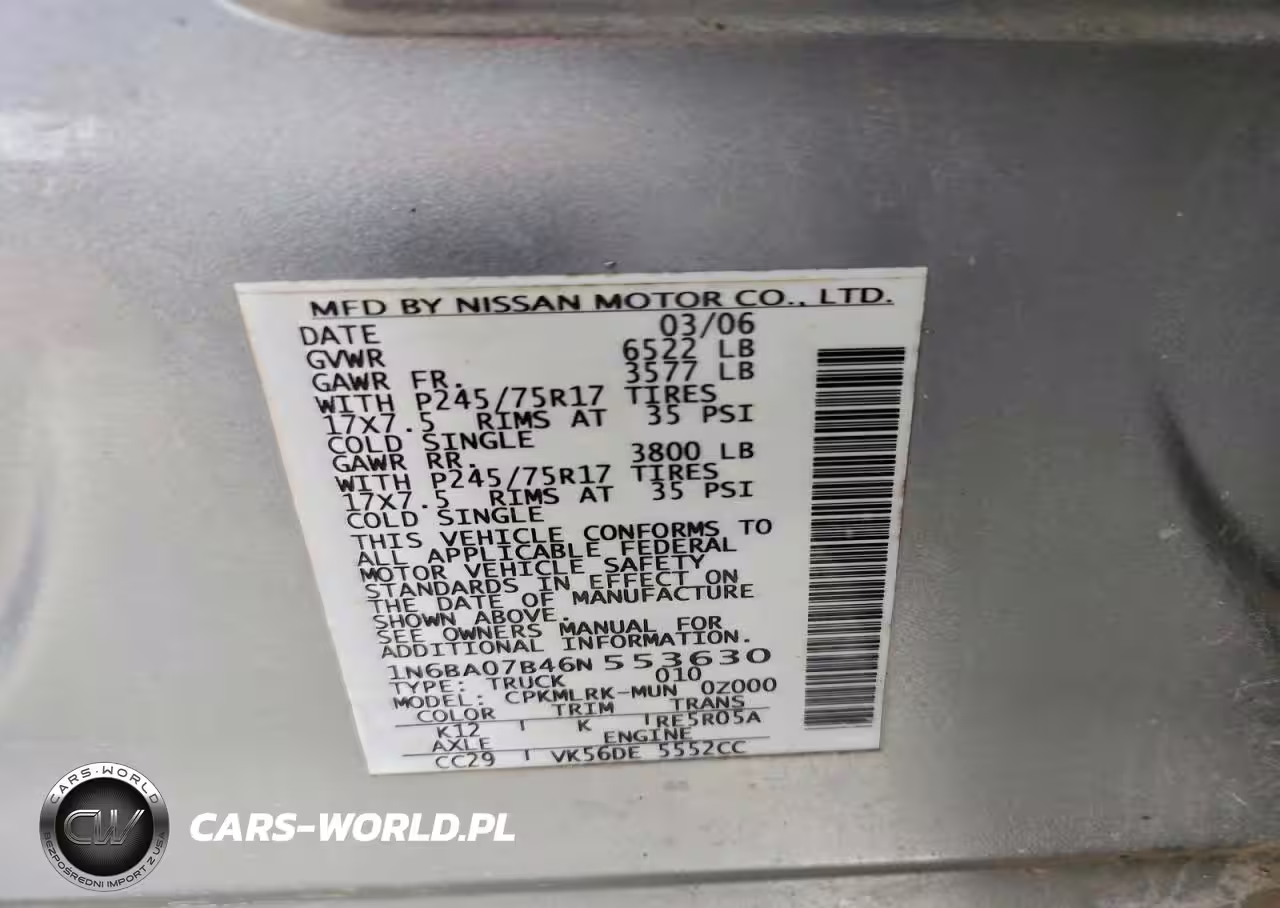 MFD BY NISSAN MOTOR CO., LTD.
DATE 03/06
GVWR 6522 LB
GAWR FR. 3577 LB
WITH P245/75R17 TIRES
17X7.5 RIMS AT 35 PSI
COLD SINGLE
GAWR RR. 3800 LB
WITH P245/75R17 TIRES
17X7.5 RIMS AT 35 PSI
COLD SINGLE
THIS VEHICLE CONFORMS TO
ALL APPLICABLE FEDERAL
MOTOR VEHICLE SAFETY
STANDARDS IN EFFECT ON
THE DATE OF MANUFACTURE
SHOWN ABOVE.
SEE OWNERS MANUAL FOR
ADDITIONAL INFORMATION.
1N6BA07B46N553630
TYPE: TRUCK 010
MODEL: CPKMLRK-MUN 0Z000
COLOR TRIM TRANS
K12 K RE5R05A
AXLE ENGINE
CC29 VK56DE 5552CC
CARS-WORLD
CW
BEZPOŚREDNI IMPORT Z USA
CARS-WORLD.PL